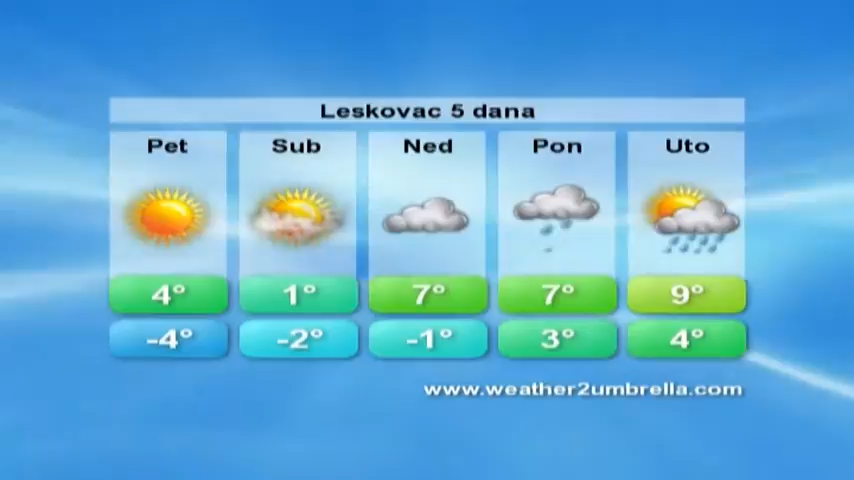 Leskovac 5 dana
Pet Sub Ned Pon Uto
4° 1° 7° 7° 9°
-4° -2° -1° 3° 4°
www.weather2umbrella.com